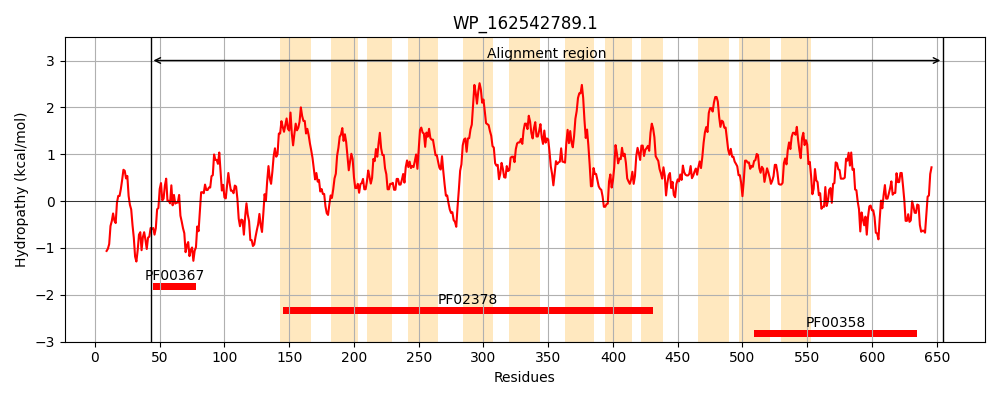 WP_162542789.1
Alignment region
Hydropathy (kcal/mol)
3
2
1
0
−1
−2
−3
PF00367
PF02378
PF00358
0 50 100 150 200 250 300 350 400 450 500 550 600 650
Residues